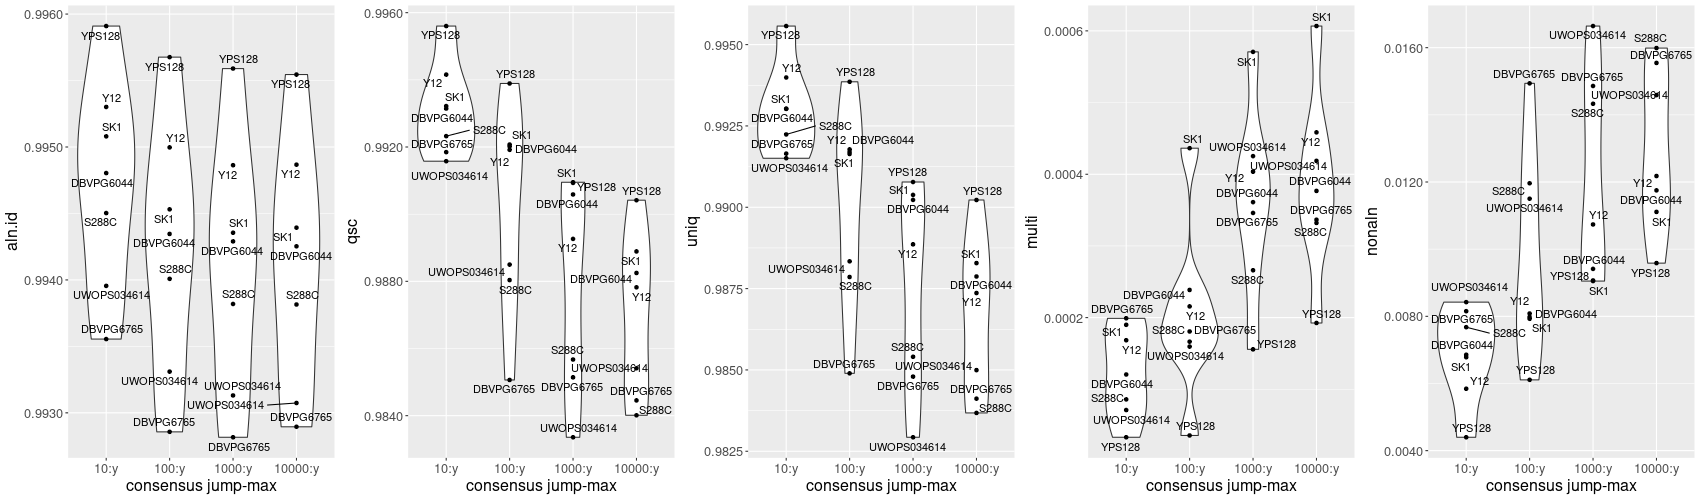 aln.id
0.9960
0.9950
0.9940
0.9930
YPS128
Y12
SK1
DBVPG6044
S288C
UWOPS034614
DBVPG6765
YPS128
Y12
SK1
DBVPG6044
S288C
UWOPS034614
DBVPG6765
YPS128
Y12
SK1
DBVPG6044
S288C
UWOPS034614
DBVPG6765
YPS128
Y12
SK1
DBVPG6044
S288C
UWOPS034614
DBVPG6765
10:y 100:y 1000:y 10000:y
consensus jump-max
qsc
0.9960
0.9920
0.9880
0.9840
YPS128
Y12
SK1
DBVPG6044
S288C
DBVPG6765
UWOPS034614
YPS128
SK1
DBVPG6044
Y12
UWOPS034614
S288C
DBVPG6765
SK1
YPS128
DBVPG6044
Y12
S288C
DBVPG6765
UWOPS034614
YPS128
SK1
DBVPG6044
Y12
UWOPS034614
DBVPG6765
S288C
10:y 100:y 1000:y 10000:y
consensus jump-max
uniq
0.9950
0.9925
0.9900
0.9875
0.9850
0.9825
YPS128
Y12
SK1
DBVPG6044
S288C
DBVPG6765
UWOPS034614
YPS128
Y12
DBVPG6044
SK1
UWOPS034614
S288C
DBVPG6765
YPS128
SK1
DBVPG6044
Y12
S288C
UWOPS034614
DBVPG6765
UWOPS034614
YPS128
SK1
DBVPG6044
Y12
DBVPG6765
S288C
10:y 100:y 1000:y 10000:y
consensus jump-max
multi
0.0006
0.0004
0.0002
DBVPG6765
SK1
Y12
DBVPG6044
S288C
UWOPS034614
YPS128
SK1
DBVPG6044
Y12
S288C
DBVPG6765
UWOPS034614
YPS128
SK1
UWOPS034614
Y12
DBVPG6044
DBVPG6765
S288C
YPS128
SK1
Y12
UWOPS034614
DBVPG6044
DBVPG6765
S288C
YPS128
10:y 100:y 1000:y 10000:y
consensus jump-max
nonaln
0.0160
0.0120
0.0080
0.0040
UWOPS034614
DBVPG6765
S288C
DBVPG6044
SK1
Y12
YPS128
DBVPG6765
S288C
UWOPS034614
Y12
DBVPG6044
SK1
YPS128
UWOPS034614
DBVPG6765
S288C
Y12
DBVPG6044
YPS128
SK1
S288C
DBVPG6765
UWOPS034614
Y12
DBVPG6044
SK1
YPS128
10:y 100:y 1000:y 10000:y
consensus jump-max